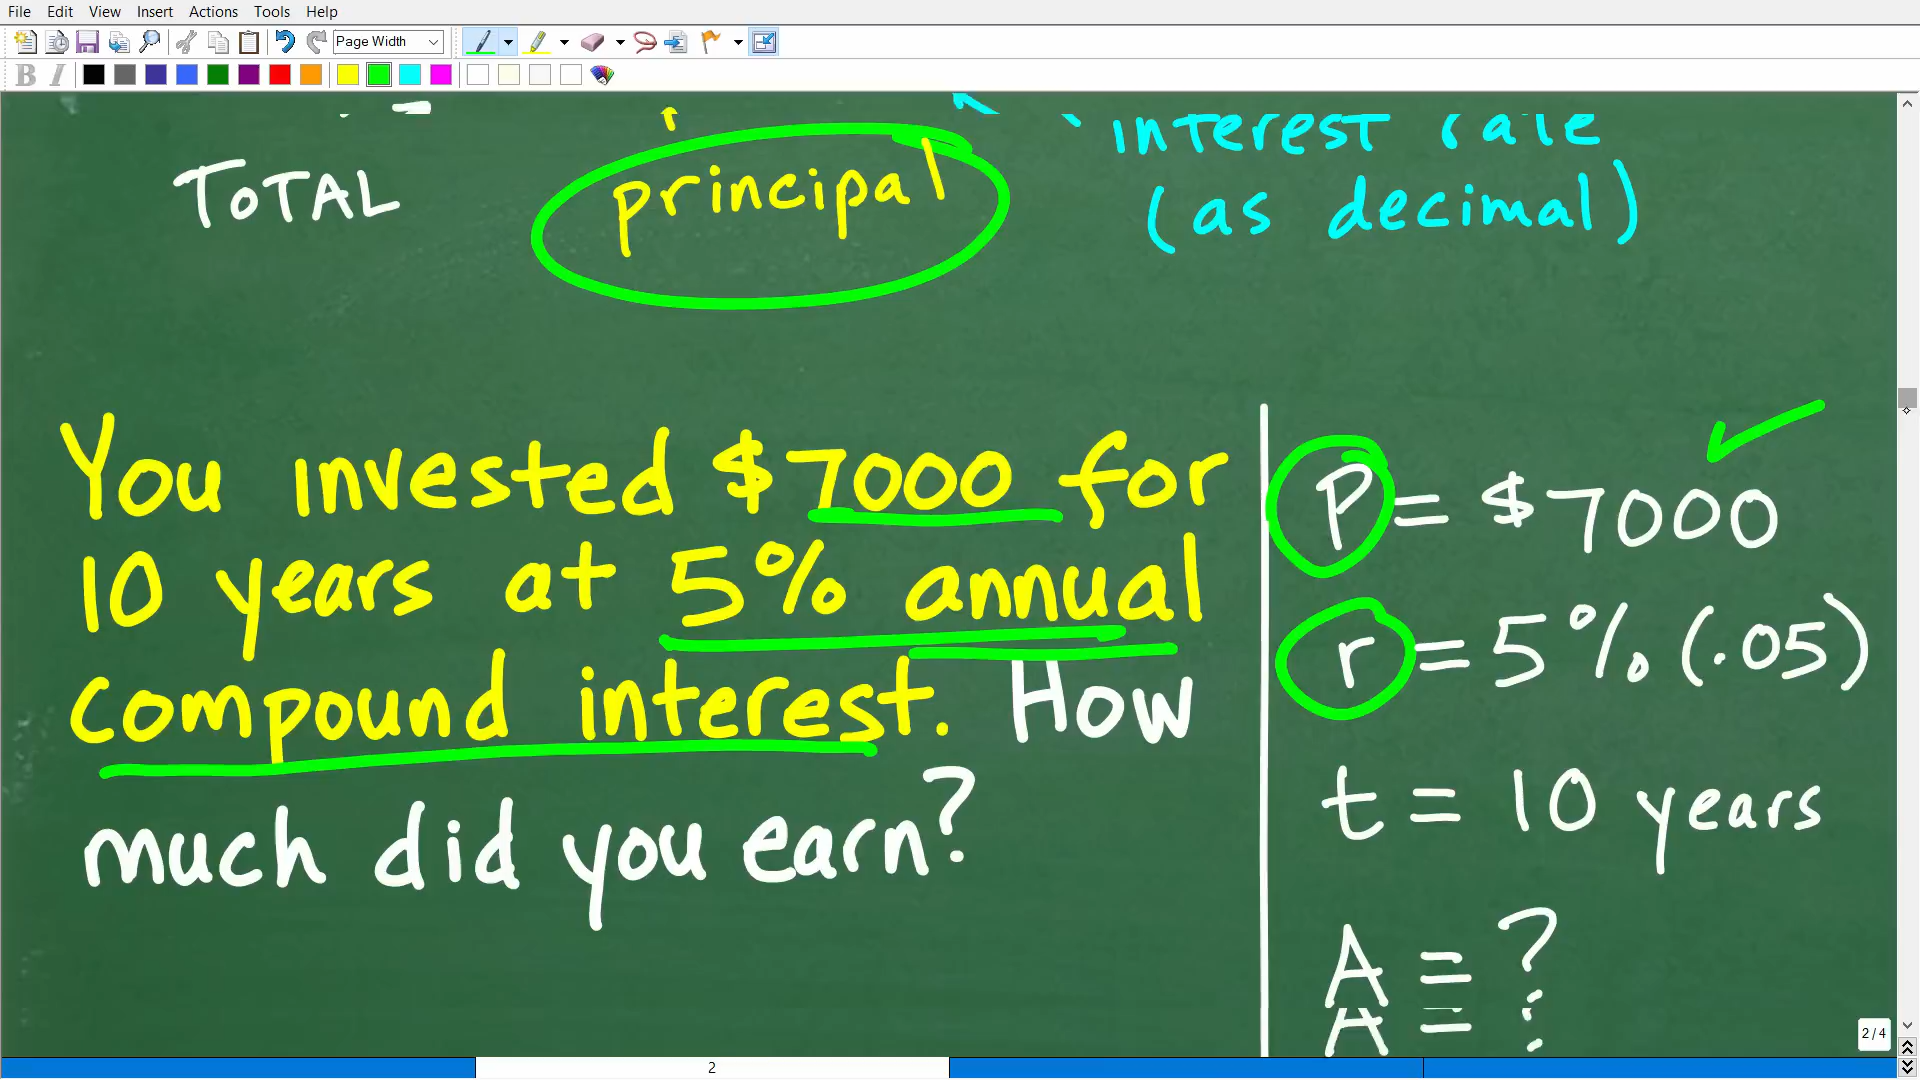 File Edit View Insert Actions Tools Help
Page Width
B I
interest rate
TOTAL principal (as decimal)
You invested $7000 for
10 years at 5% annual
compound interest. How
much did you earn?
P = $7000
r = 5% (.05)
t = 10 years
A = ?
A = ?
2 / 4
2